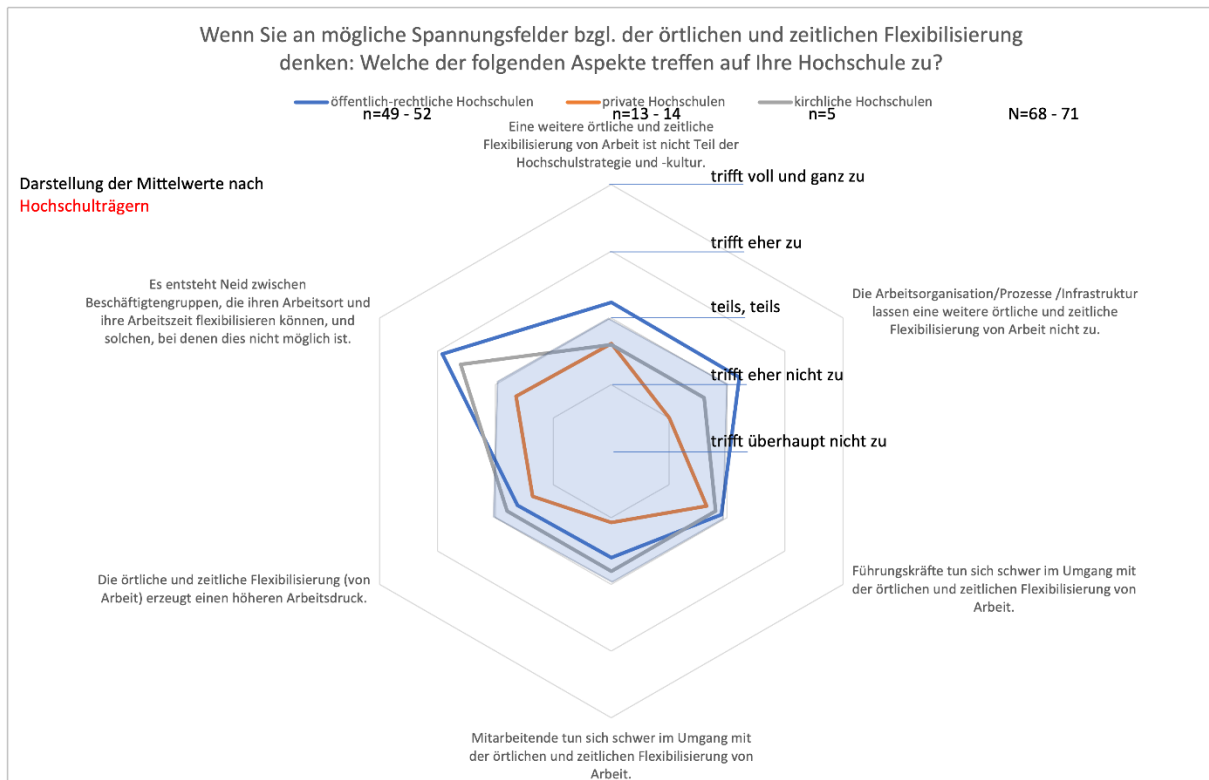 Wenn Sie an mögliche Spannungsfelder bzgl. der örtlichen und zeitlichen Flexibilisierung
denken: Welche der folgenden Aspekte treffen auf Ihre Hochschule zu?
öffentlich-rechtliche Hochschulen private Hochschulen kirchliche Hochschulen
n=49 - 52 n=13 - 14 n=5 N=68 - 71
Eine weitere örtliche und zeitliche
Flexibilisierung von Arbeit ist nicht Teil der
Hochschulstrategie und -kultur.
Darstellung der Mittelwerte nach
Hochschulträgern
trifft voll und ganz zu
trifft eher zu
teils, teils
trifft eher nicht zu
trifft überhaupt nicht zu
Die Arbeitsorganisation/Prozesse /Infrastruktur
lassen eine weitere örtliche und zeitliche
Flexibilisierung von Arbeit nicht zu.
Führungskräfte tun sich schwer im Umgang mit
der örtlichen und zeitlichen Flexibilisierung von
Arbeit.
Mitarbeitende tun sich schwer im Umgang mit
der örtlichen und zeitlichen Flexibilisierung von
Arbeit.
Die örtliche und zeitliche Flexibilisierung (von
Arbeit) erzeugt einen höheren Arbeitsdruck.
Es entsteht Neid zwischen
Beschäftigtengruppen, die ihren Arbeitsort und
ihre Arbeitszeit flexibilisieren können, und
solchen, bei denen dies nicht möglich ist.